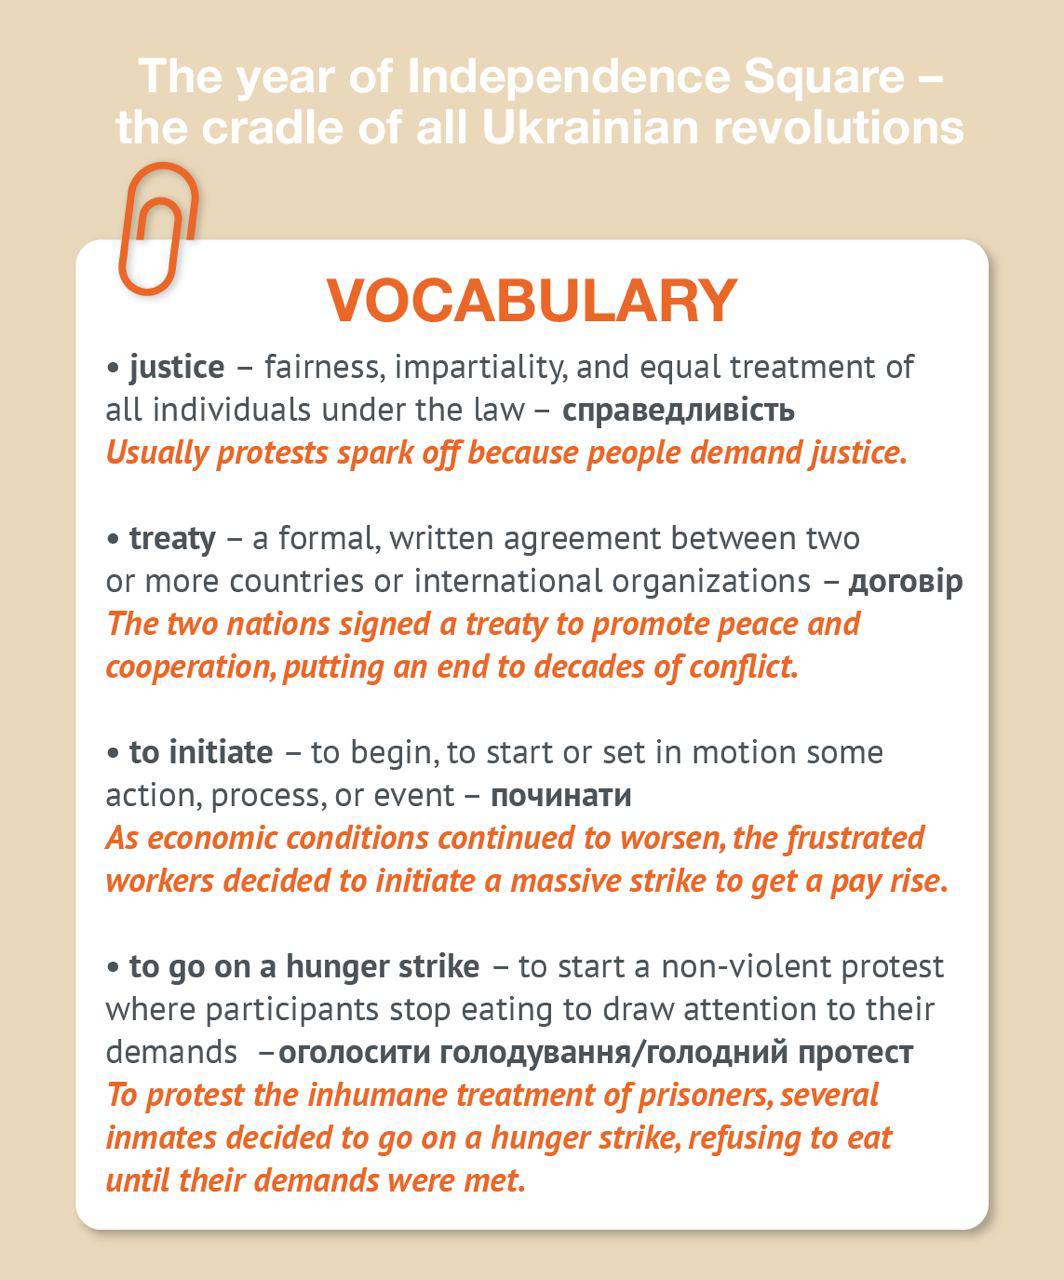 The year of Independence Square –
the cradle of all Ukrainian revolutions
VOCABULARY
• justice – fairness, impartiality, and equal treatment of
all individuals under the law – справедливість
Usually protests spark off because people demand justice.
• treaty – a formal, written agreement between two
or more countries or international organizations – договір
The two nations signed a treaty to promote peace and
cooperation, putting an end to decades of conflict.
• to initiate – to begin, to start or set in motion some
action, process, or event – починати
As economic conditions continued to worsen, the frustrated
workers decided to initiate a massive strike to get a pay rise.
• to go on a hunger strike – to start a non-violent protest
where participants stop eating to draw attention to their
demands –оголосити голодування/голодний протест
To protest the inhumane treatment of prisoners, several
inmates decided to go on a hunger strike, refusing to eat
until their demands were met.